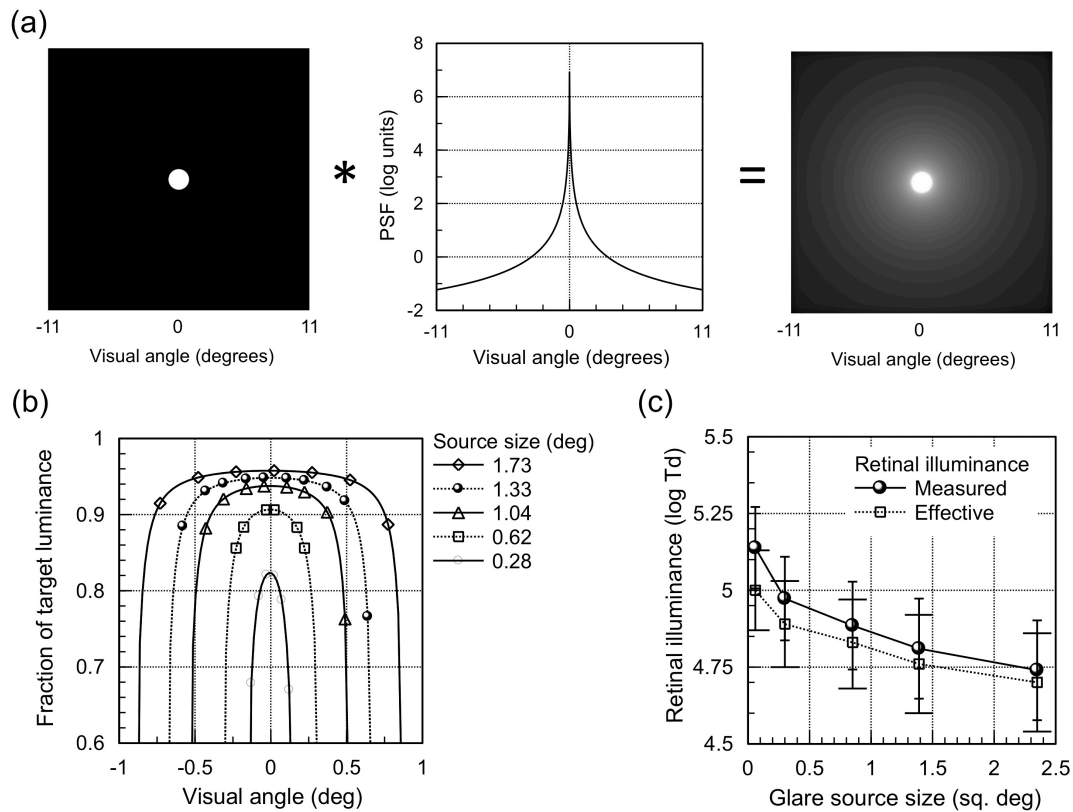 (a)
8
6
4
2
0
-2
PSF (log units)
*
=
-11 0 11
Visual angle (degrees)
-11 0 11
Visual angle (degrees)
-11 0 11
Visual angle (degrees)
(b)
1
0.9
0.8
0.7
0.6
Fraction of target luminance
-1 -0.5 0 0.5 1
Visual angle (deg)
Source size (deg)
1.73
1.33
1.04
0.62
0.28
(c)
5.5
5.25
5
4.75
4.5
Retinal illuminance (log Td)
Retinal illuminance
Measured
Effective
0 0.5 1 1.5 2 2.5
Glare source size (sq. deg)